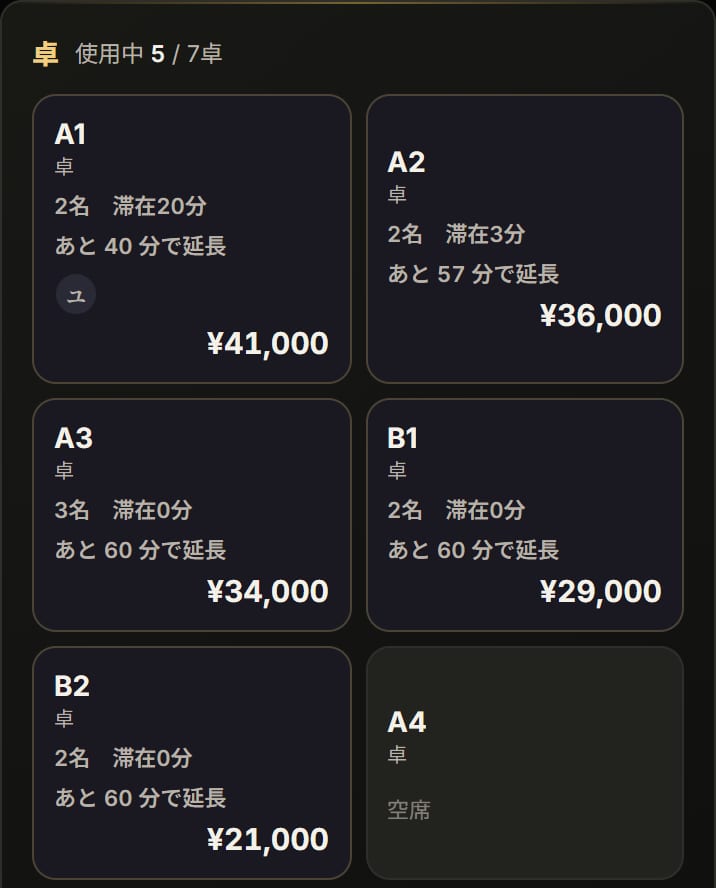 卓 使用中 5 / 7卓
A1
卓
2名 滞在20分
あと 40 分で延長
ユ
¥41,000
A2
卓
2名 滞在3分
あと 57 分で延長
¥36,000
A3
卓
3名 滞在0分
あと 60 分で延長
¥34,000
B1
卓
2名 滞在0分
あと 60 分で延長
¥29,000
B2
卓
2名 滞在0分
あと 60 分で延長
¥21,000
A4
卓
空席